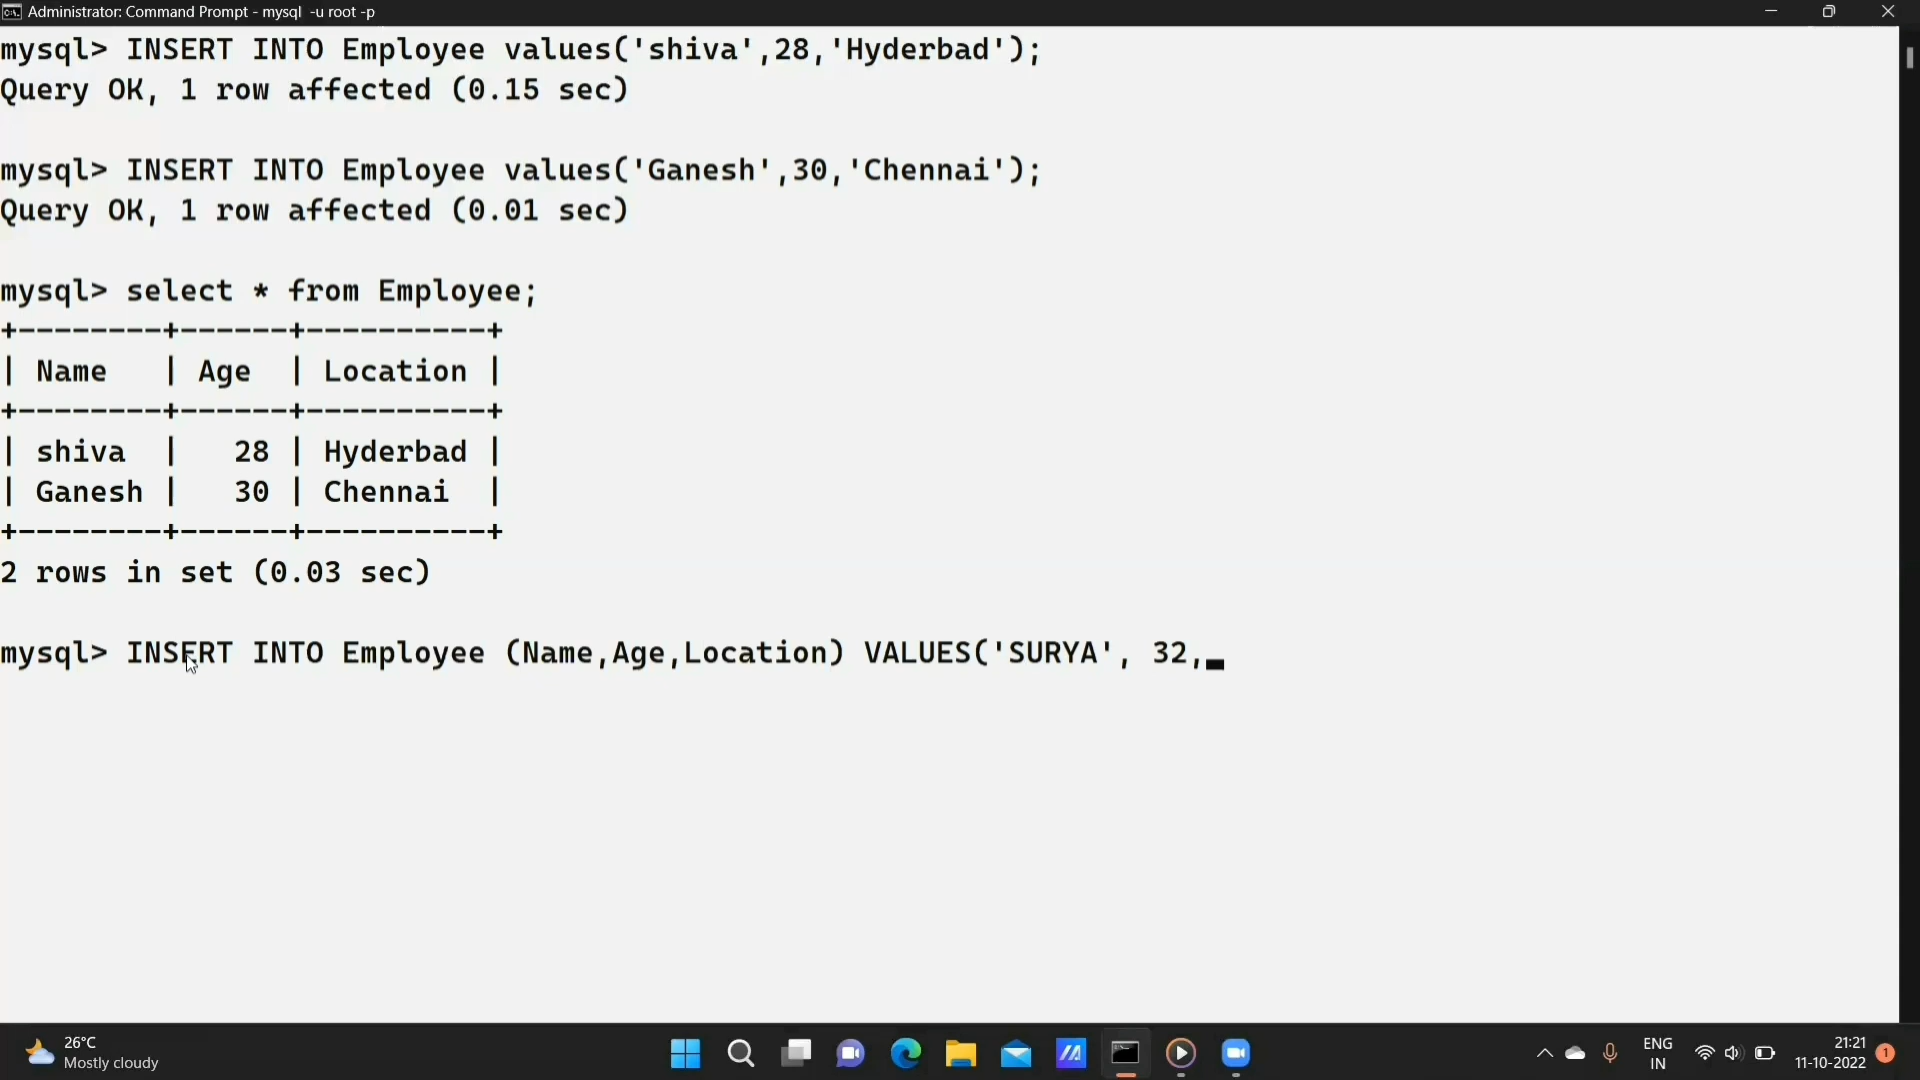 Administrator: Command Prompt - mysql -u root -p
mysql> INSERT INTO Employee values('shiva',28,'Hyderbad');
Query OK, 1 row affected (0.15 sec)
mysql> INSERT INTO Employee values('Ganesh',30,'Chennai');
Query OK, 1 row affected (0.01 sec)
mysql> select * from Employee;
+--------+------+----------+
| Name   | Age  | Location |
+--------+------+----------+
| shiva  |   28 | Hyderbad |
| Ganesh |   30 | Chennai  |
+--------+------+----------+
2 rows in set (0.03 sec)
mysql> INSERT INTO Employee (Name,Age,Location) VALUES('SURYA', 32,
26°C
Mostly cloudy
ENG
IN
21:21
11-10-2022
1